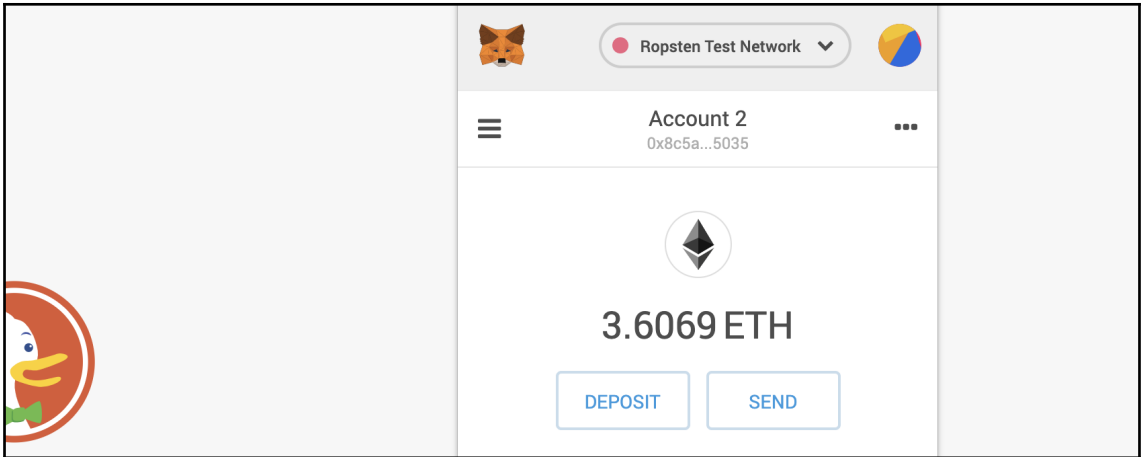 Ropsten Test Network
Account 2
0x8c5a...5035
3.6069 ETH
DEPOSIT SEND